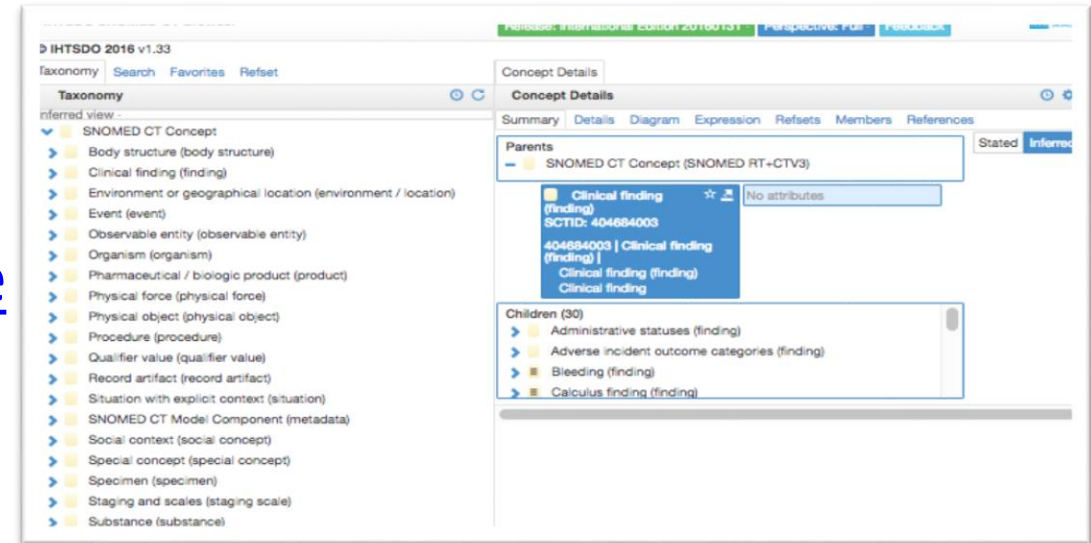 Release: International Edition 20160131
Perspective: Full
Feedback
IHTSDO 2016 v1.33
Taxonomy Search Favorites Refset
Concept Details
Taxonomy
Concept Details
Inferred view -
Summary Details Diagram Expression Refsets Members References
Stated Inferred
SNOMED CT Concept
Body structure (body structure)
Clinical finding (finding)
Environment or geographical location (environment / location)
Event (event)
Observable entity (observable entity)
Organism (organism)
Pharmaceutical / biologic product (product)
Physical force (physical force)
Physical object (physical object)
Procedure (procedure)
Qualifier value (qualifier value)
Record artifact (record artifact)
Situation with explicit context (situation)
SNOMED CT Model Component (metadata)
Social context (social concept)
Special concept (special concept)
Specimen (specimen)
Staging and scales (staging scale)
Substance (substance)
Parents
SNOMED CT Concept (SNOMED RT+CTV3)
Clinical finding
(finding)
SCTID: 404684003
404684003 | Clinical finding
(finding) |
Clinical finding (finding)
Clinical finding
No attributes
Children (30)
Administrative statuses (finding)
Adverse incident outcome categories (finding)
Bleeding (finding)
Calculus finding (finding)
e